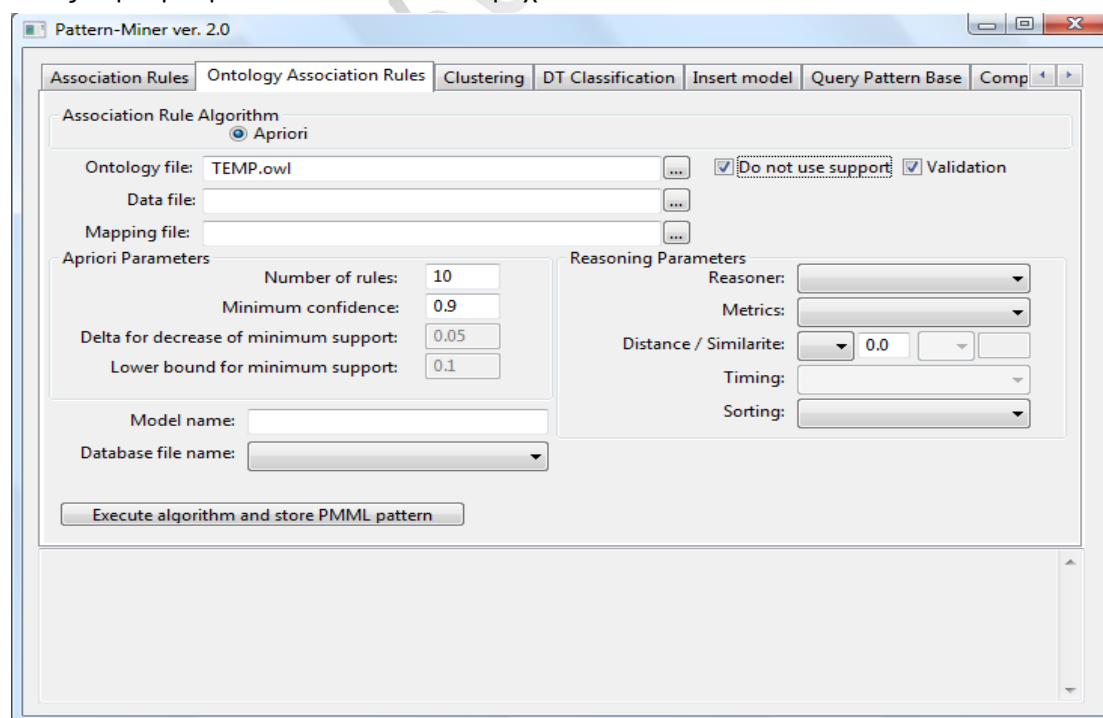 Pattern-Miner ver. 2.0
Association Rules Ontology Association Rules Clustering DT Classification Insert model Query Pattern Base Comp
Association Rule Algorithm
Apriori
Ontology file: TEMP.owl ... Do not use support Validation
Data file: ...
Mapping file: ...
Apriori Parameters
Number of rules: 10
Minimum confidence: 0.9
Delta for decrease of minimum support: 0.05
Lower bound for minimum support: 0.1
Reasoning Parameters
Reasoner:
Metrics:
Distance / Similarite: 0.0
Timing:
Sorting:
Model name:
Database file name:
Execute algorithm and store PMML pattern